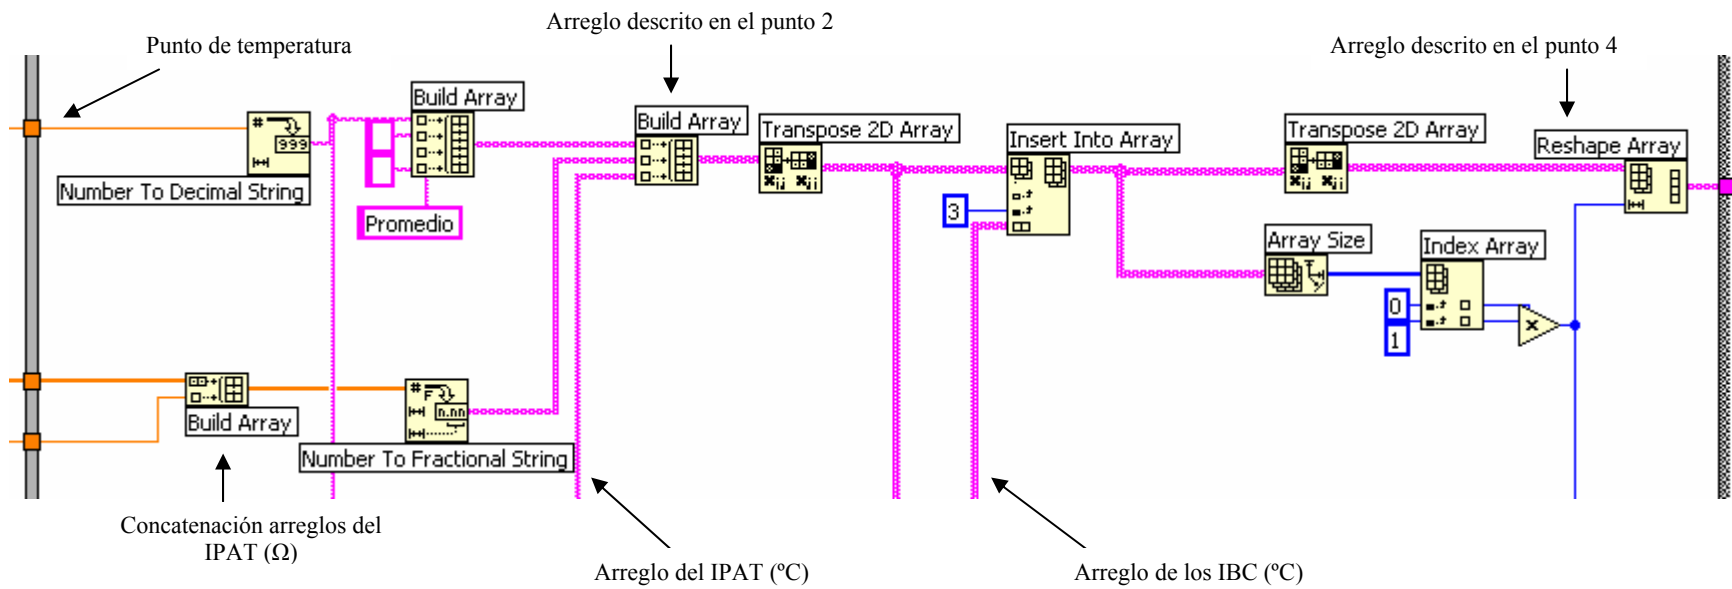 Arreglo descrito en el punto 2
Punto de temperatura
Arreglo descrito en el punto 4
Build Array
Build Array
Transpose 2D Array
Insert Into Array
Transpose 2D Array
Reshape Array
#
999
Number To Decimal String
Promedio
3
Array Size
Index Array
0
1
x
#
F
n.nn
Build Array
Number To Fractional String
Concatenación arreglos del
IPAT (Ω)
Arreglo del IPAT (ºC)
Arreglo de los IBC (ºC)